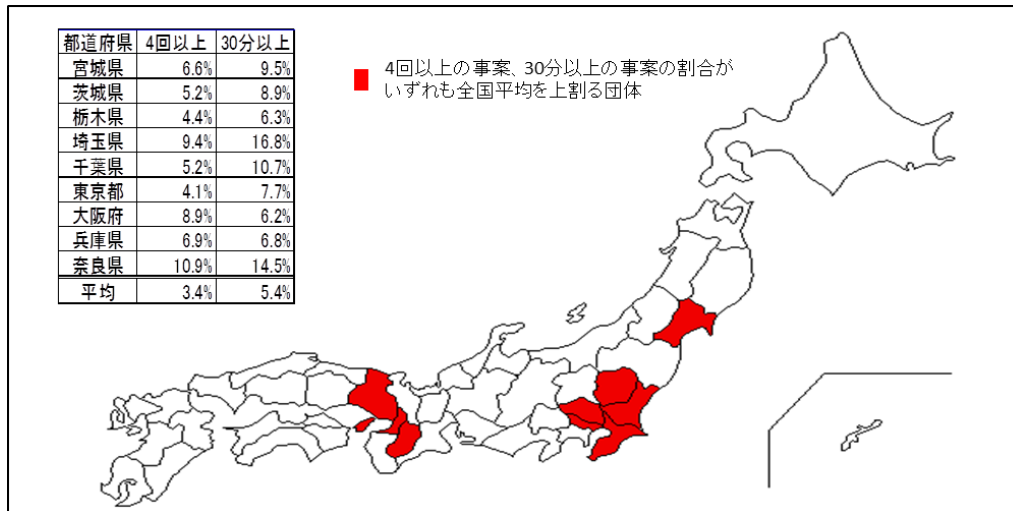 都道府県 4回以上 30分以上
宮城県 6.6% 9.5%
茨城県 5.2% 8.9%
栃木県 4.4% 6.3%
埼玉県 9.4% 16.8%
千葉県 5.2% 10.7%
東京都 4.1% 7.7%
大阪府 8.9% 6.2%
兵庫県 6.9% 6.8%
奈良県 10.9% 14.5%
平均 3.4% 5.4%
4回以上の事案、30分以上の事案の割合が
いずれも全国平均を上割る団体